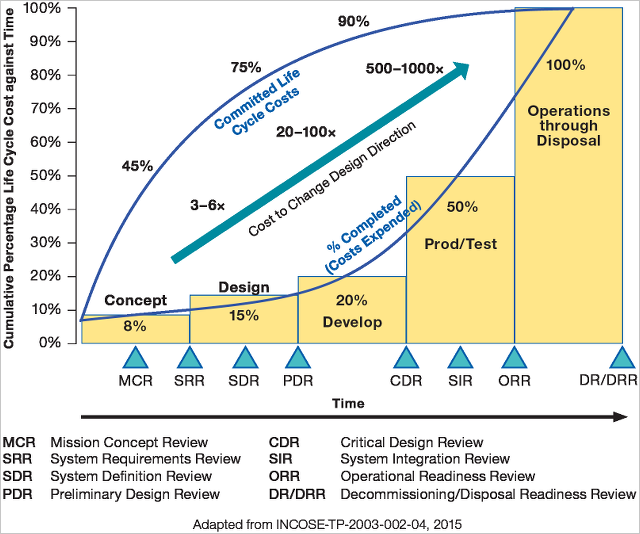 Cumulative Percentage Life Cycle Cost against Time
100%
90%
80%
70%
60%
50%
40%
30%
20%
10%
0%
90%
75%
45%
Committed Life
Cycle Costs
500–1000×
20–100×
3–6×
Cost to Change Design Direction
% Completed
(Costs Expended)
Concept
8%
Design
15%
20%
Develop
50%
Prod/Test
100%
Operations
through
Disposal
MCR
SRR
SDR
PDR
CDR
SIR
ORR
DR/DRR
Time
MCR Mission Concept Review
SRR System Requirements Review
SDR System Definition Review
PDR Preliminary Design Review
CDR Critical Design Review
SIR System Integration Review
ORR Operational Readiness Review
DR/DRR Decommissioning/Disposal Readiness Review
Adapted from INCOSE-TP-2003-002-04, 2015